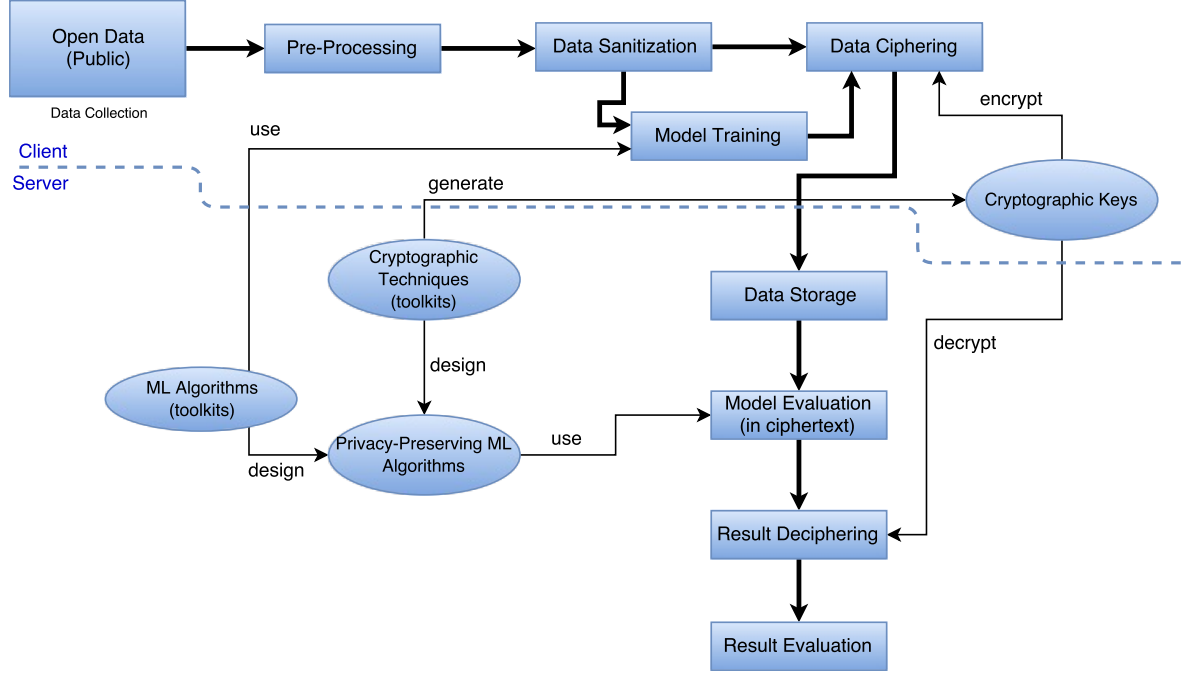 Open Data
(Public)
Pre-Processing
Data Sanitization
Data Ciphering
Data Collection
encrypt
use
Model Training
Client
Server
generate
Cryptographic Keys
Cryptographic
Techniques
(toolkits)
Data Storage
decrypt
design
ML Algorithms
(toolkits)
Model Evaluation
(in ciphertext)
Privacy-Preserving ML
Algorithms
use
design
Result Deciphering
Result Evaluation